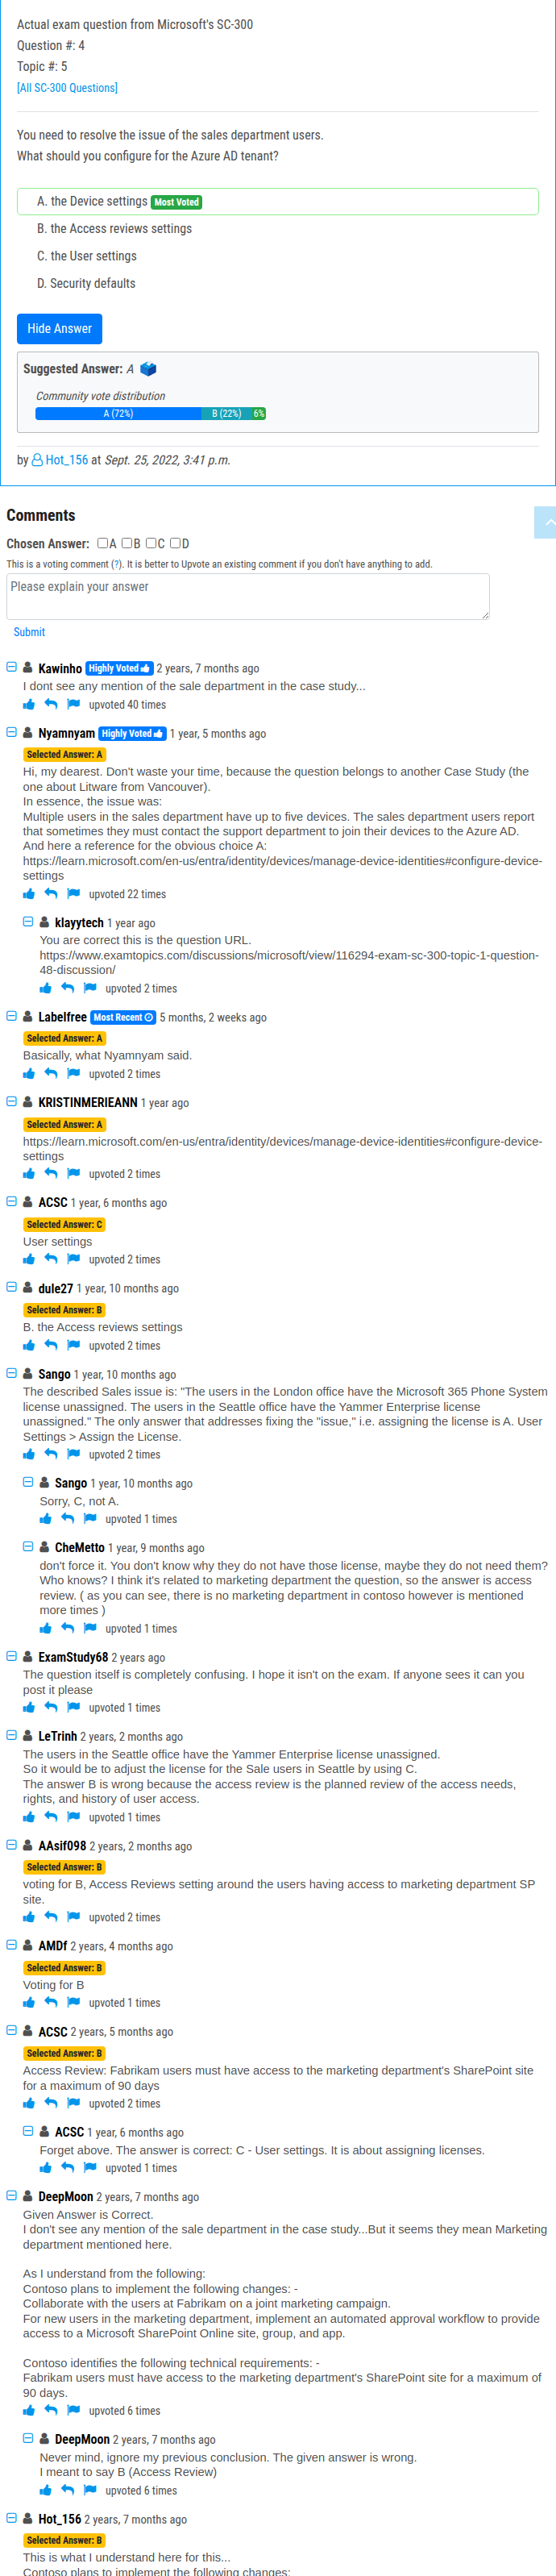 Actual exam question from Microsoft's SC-300
Question #: 4
Topic #: 5
[All SC-300 Questions]
You need to resolve the issue of the sales department users.
What should you configure for the Azure AD tenant?
A. the Device settings Most Voted
B. the Access reviews settings
C. the User settings
D. Security defaults
Hide Answer
Suggested Answer: A
Community vote distribution
A (72%) B (22%) 6%
by Hot_156 at Sept. 25, 2022, 3:41 p.m.
Comments
Chosen Answer: A B C D
This is a voting comment (?). It is better to Upvote an existing comment if you don't have anything to add.
Please explain your answer
Submit
Kawinho Highly Voted 2 years, 7 months ago
I dont see any mention of the sale department in the case study...
upvoted 40 times
Nyamnyam Highly Voted 1 year, 5 months ago
Selected Answer: A
Hi, my dearest. Don't waste your time, because the question belongs to another Case Study (the
one about Litware from Vancouver).
In essence, the issue was:
Multiple users in the sales department have up to five devices. The sales department users report
that sometimes they must contact the support department to join their devices to the Azure AD.
And here a reference for the obvious choice A:
https://learn.microsoft.com/en-us/entra/identity/devices/manage-device-identities#configure-device-
settings
upvoted 22 times
klayytech 1 year ago
You are correct this is the question URL.
https://www.examtopics.com/discussions/microsoft/view/116294-exam-sc-300-topic-1-question-
48-discussion/
upvoted 2 times
Labelfree Most Recent 5 months, 2 weeks ago
Selected Answer: A
Basically, what Nyamnyam said.
upvoted 2 times
KRISTINMERIEANN 1 year ago
Selected Answer: A
https://learn.microsoft.com/en-us/entra/identity/devices/manage-device-identities#configure-device-
settings
upvoted 2 times
ACSC 1 year, 6 months ago
Selected Answer: C
User settings
upvoted 2 times
dule27 1 year, 10 months ago
Selected Answer: B
B. the Access reviews settings
upvoted 2 times
Sango 1 year, 10 months ago
The described Sales issue is: "The users in the London office have the Microsoft 365 Phone System
license unassigned. The users in the Seattle office have the Yammer Enterprise license
unassigned." The only answer that addresses fixing the "issue," i.e. assigning the license is A. User
Settings > Assign the License.
upvoted 2 times
Sango 1 year, 10 months ago
Sorry, C, not A.
upvoted 1 times
CheMetto 1 year, 9 months ago
don't force it. You don't know why they do not have those license, maybe they do not need them?
Who knows? I think it's related to marketing department the question, so the answer is access
review. ( as you can see, there is no marketing department in contoso however is mentioned
more times )
upvoted 1 times
ExamStudy68 2 years ago
The question itself is completely confusing. I hope it isn't on the exam. If anyone sees it can you
post it please
upvoted 1 times
LeTrinh 2 years, 2 months ago
The users in the Seattle office have the Yammer Enterprise license unassigned.
So it would be to adjust the license for the Sale users in Seattle by using C.
The answer B is wrong because the access review is the planned review of the access needs,
rights, and history of user access.
upvoted 1 times
AAsif098 2 years, 2 months ago
Selected Answer: B
voting for B, Access Reviews setting around the users having access to marketing department SP
site.
upvoted 2 times
AMDf 2 years, 4 months ago
Selected Answer: B
Voting for B
upvoted 1 times
ACSC 2 years, 5 months ago
Selected Answer: B
Access Review: Fabrikam users must have access to the marketing department's SharePoint site
for a maximum of 90 days
upvoted 2 times
ACSC 1 year, 6 months ago
Forget above. The answer is correct: C - User settings. It is about assigning licenses.
upvoted 1 times
DeepMoon 2 years, 7 months ago
Given Answer is Correct.
I don't see any mention of the sale department in the case study...But it seems they mean Marketing
department mentioned here.
As I understand from the following:
Contoso plans to implement the following changes: -
Collaborate with the users at Fabrikam on a joint marketing campaign.
For new users in the marketing department, implement an automated approval workflow to provide
access to a Microsoft SharePoint Online site, group, and app.
Contoso identifies the following technical requirements: -
Fabrikam users must have access to the marketing department's SharePoint site for a maximum of
90 days.
upvoted 6 times
DeepMoon 2 years, 7 months ago
Never mind, ignore my previous conclusion. The given answer is wrong.
I meant to say B (Access Review)
upvoted 6 times
Hot_156 2 years, 7 months ago
Selected Answer: B
This is what I understand here for this...
Contoso plans to implement the following changes: